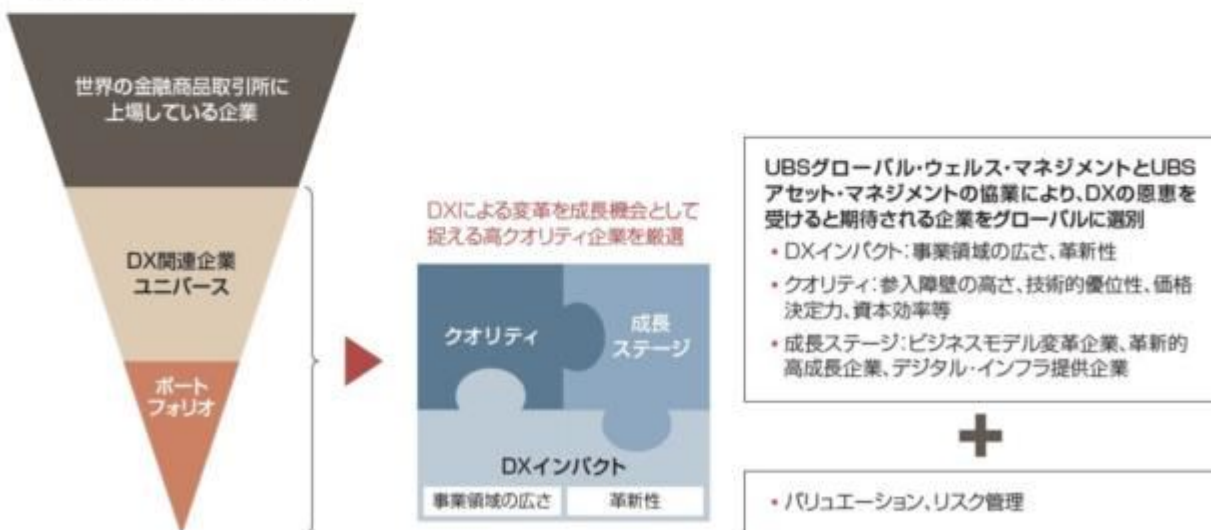 世界の金融商品取引所に
上場している企業
DX関連企業
ユニバース
ポート
フォリオ
DXによる変革を成長機会として
捉える高クオリティ企業を厳選
クオリティ
成長
ステージ
DXインパクト
事業領域の広さ
革新性
UBSグローバル・ウェルス・マネジメントとUBS
アセット・マネジメントの協業により、DXの恩恵を
受けると期待される企業をグローバルに選別
・DXインパクト:事業領域の広さ、革新性
・クオリティ:参入障壁の高さ、技術的優位性、価格
決定力、資本効率等
・成長ステージ:ビジネスモデル変革企業、革新的
高成長企業、デジタル・インフラ提供企業
+
・バリュエーション、リスク管理